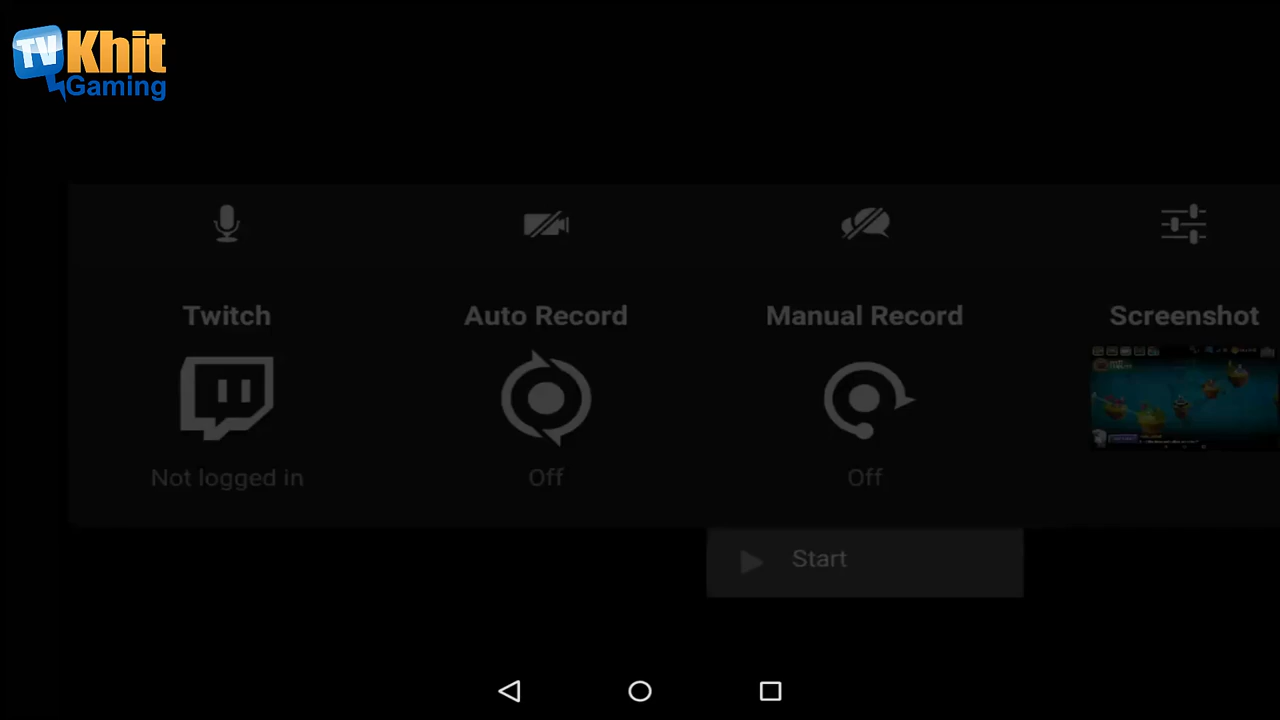 TV Khit
Gaming
Twitch
Auto Record
Manual Record
Screenshot
Not logged in
Off
Off
Start